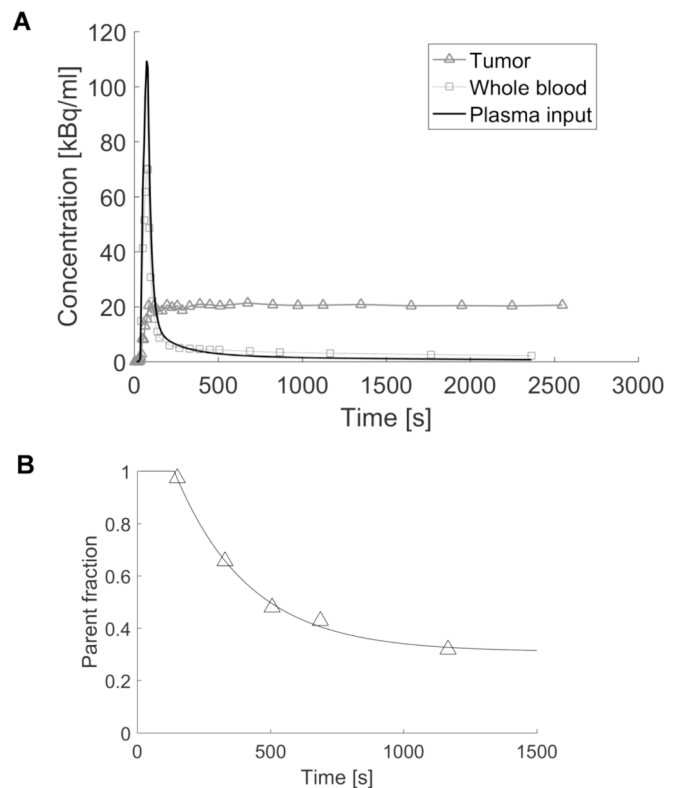 A
120
100
80
60
40
20
0
Concentration [kBq/ml]
Tumor
Whole blood
Plasma input
0 500 1000 1500 2000 2500 3000
Time [s]
B
1
0.8
0.6
0.4
0.2
0
Parent fraction
0 500 1000 1500
Time [s]